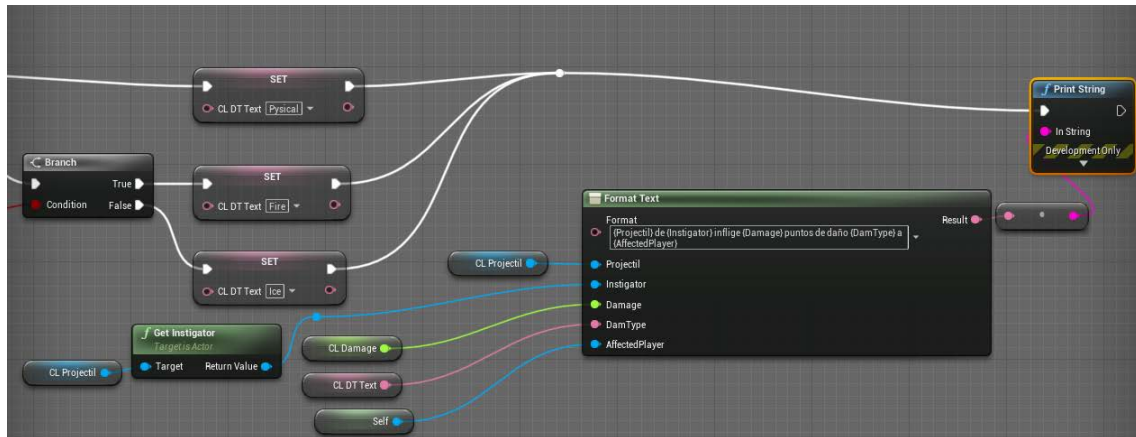 SET
CL DT Text Pysical
Branch
True
Condition False
SET
CL DT Text Fire
SET
CL DT Text Ice
f Get Instigator
Target is Actor
Target Return Value
CL Projectil
CL Projectil
CL Damage
CL DT Text
Self
Format Text
Format
{Projectil} de {Instigator} inflige {Damage} puntos de daño {DamType} a
{AffectedPlayer}
Result
Projectil
Instigator
Damage
DamType
AffectedPlayer
f Print String
In String
Development Only